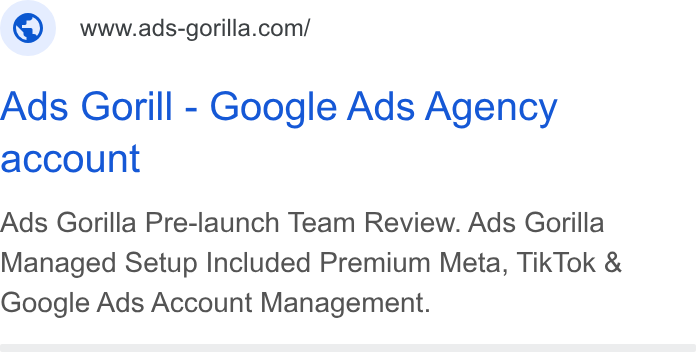 www.ads-gorilla.com/
Ads Gorill - Google Ads Agency
account
Ads Gorilla Pre-launch Team Review. Ads Gorilla
Managed Setup Included Premium Meta, TikTok &
Google Ads Account Management.